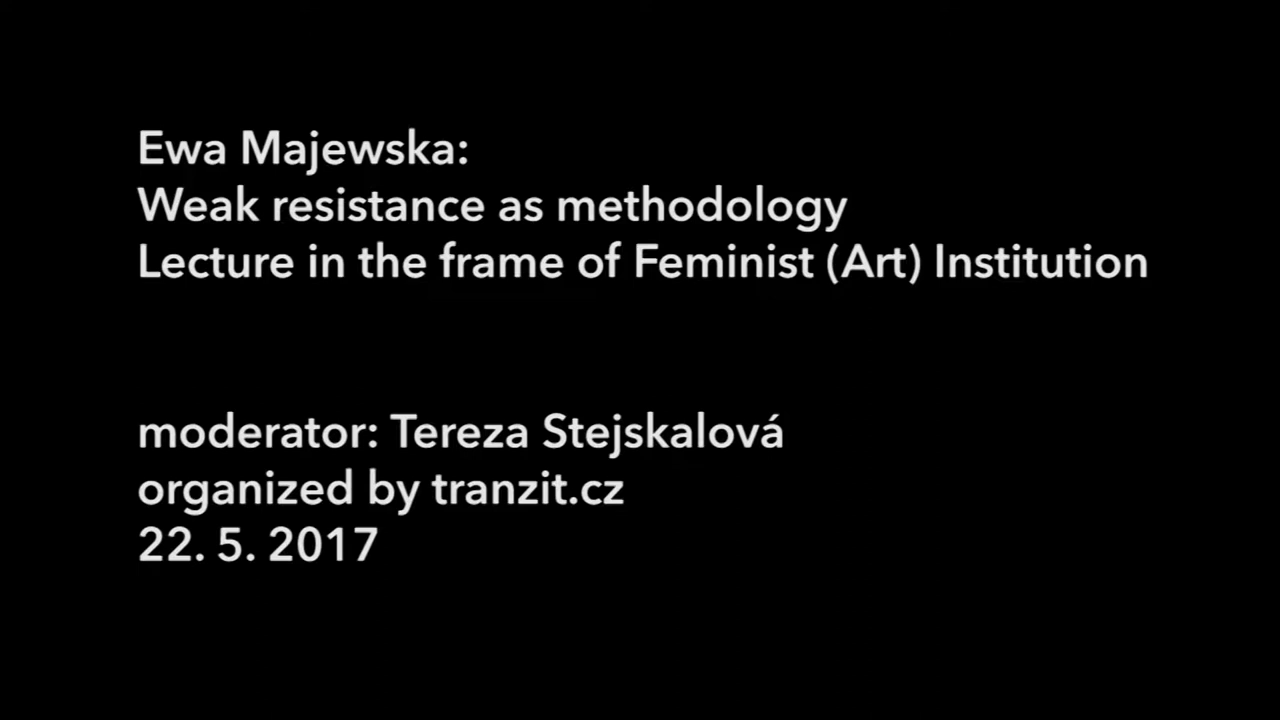 Ewa Majewska:
Weak resistance as methodology
Lecture in the frame of Feminist (Art) Institution
moderator: Tereza Stejskalová
organized by tranzit.cz
22. 5. 2017